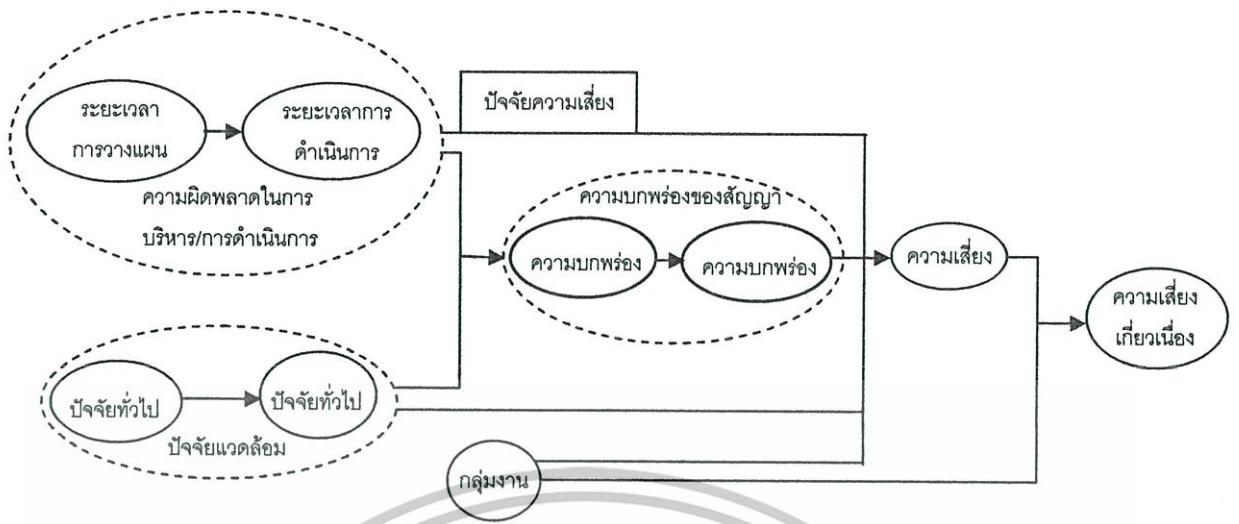 ระยะเวลา
การวางแผน
ระยะเวลาการ
ดำเนินการ
ความผิดพลาดในการ
บริหาร/การดำเนินการ
ปัจจัยความเสี่ยง
ความบกพร่องของสัญญา
ความบกพร่อง
ความบกพร่อง
ความเสี่ยง
ความเสี่ยง
เกี่ยวเนื่อง
ปัจจัยทั่วไป
ปัจจัยทั่วไป
ปัจจัยแวดล้อม
กลุ่มงาน